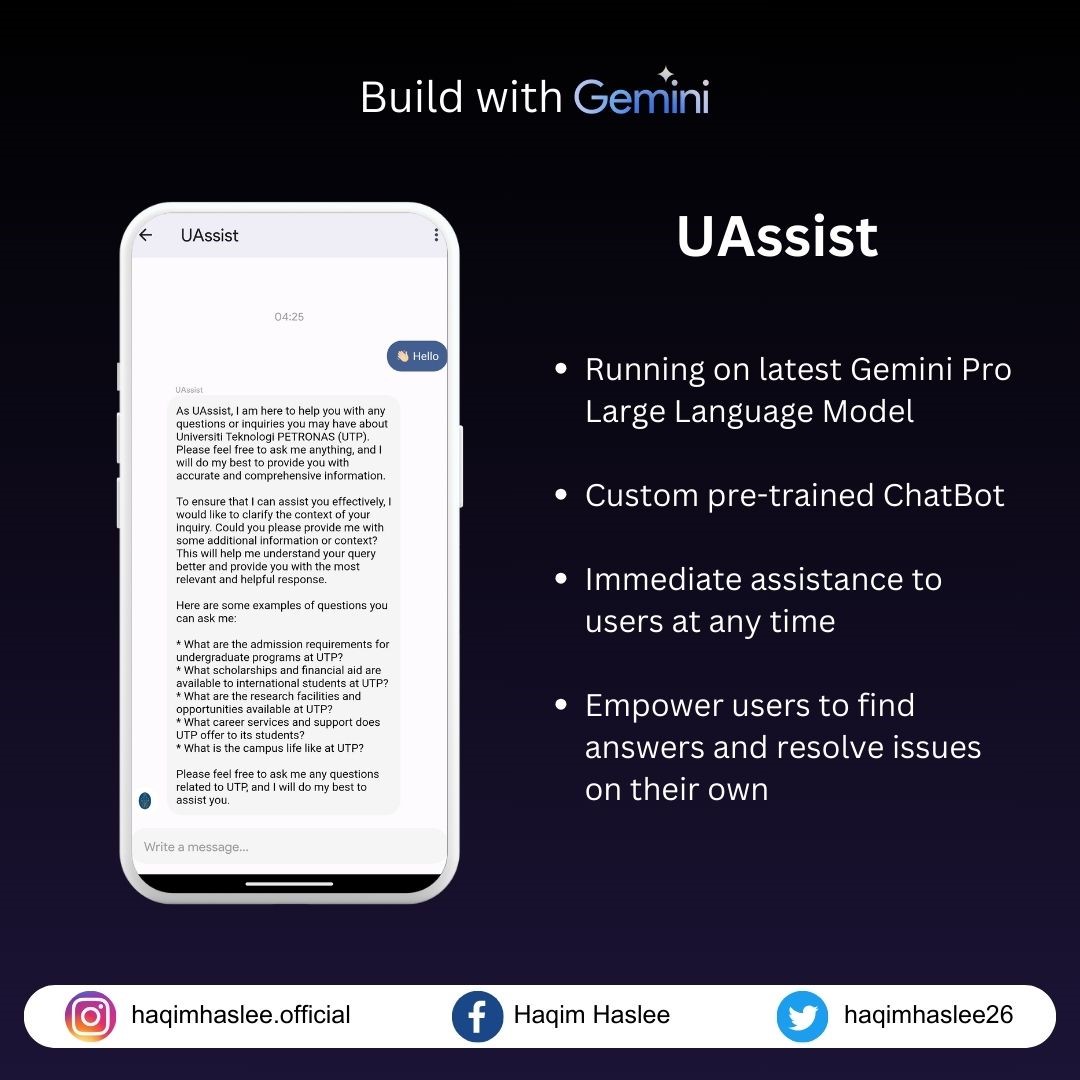 Build with Gemini
UAssist
04:25
👋🏻 Hello
UAssist
As UAssist, I am here to help you with any
questions or inquiries you may have about
Universiti Teknologi PETRONAS (UTP).
Please feel free to ask me anything, and I
will do my best to provide you with
accurate and comprehensive information.
To ensure that I can assist you effectively, I
would like to clarify the context of your
inquiry. Could you please provide me with
some additional information or context?
This will help me understand your query
better and provide you with the most
relevant and helpful response.
Here are some examples of questions you
can ask me:
* What are the admission requirements for
undergraduate programs at UTP?
* What scholarships and financial aid are
available to international students at UTP?
* What are the research facilities and
opportunities available at UTP?
* What career services and support does
UTP offer to its students?
* What is the campus life like at UTP?
Please feel free to ask me any questions
related to UTP, and I will do my best to
assist you.
Write a message...
UAssist
• Running on latest Gemini Pro
Large Language Model
• Custom pre-trained ChatBot
• Immediate assistance to
users at any time
• Empower users to find
answers and resolve issues
on their own
haqimhaslee.official
Haqim Haslee
haqimhaslee26